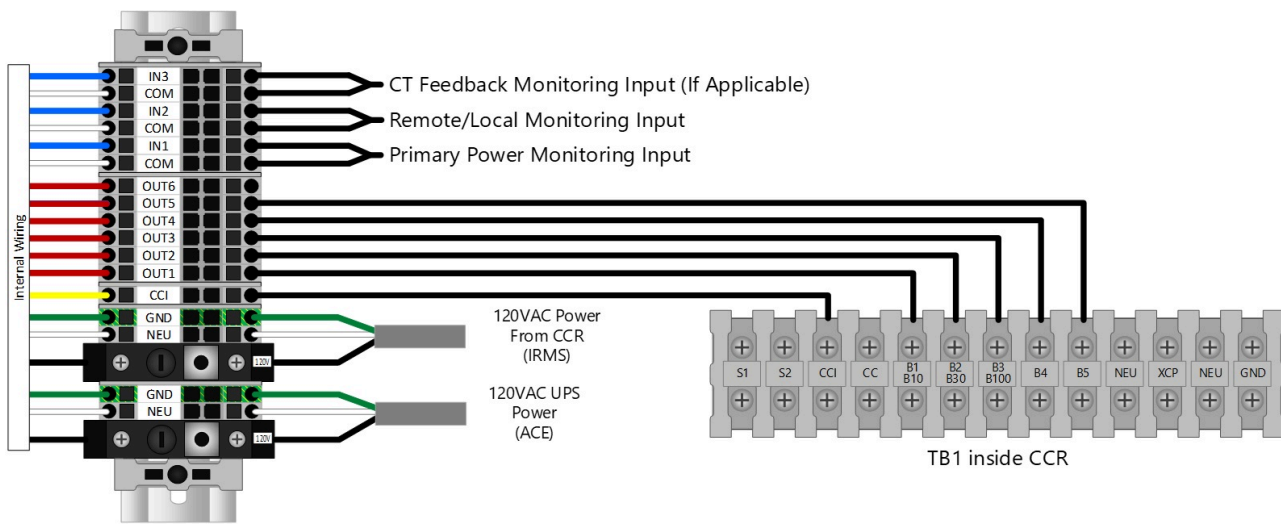 Internal Wiring
IN3
COM
IN2
COM
IN1
COM
OUT6
OUT5
OUT4
OUT3
OUT2
OUT1
CCI
GND
NEU
120V
GND
NEU
120V
CT Feedback Monitoring Input (If Applicable)
Remote/Local Monitoring Input
Primary Power Monitoring Input
120VAC Power
From CCR
(IRMS)
120VAC UPS
Power
(ACE)
S1
S2
CCI
CC
B1
B10
B2
B30
B3
B100
B4
B5
NEU
XCP
NEU
GND
TB1 inside CCR